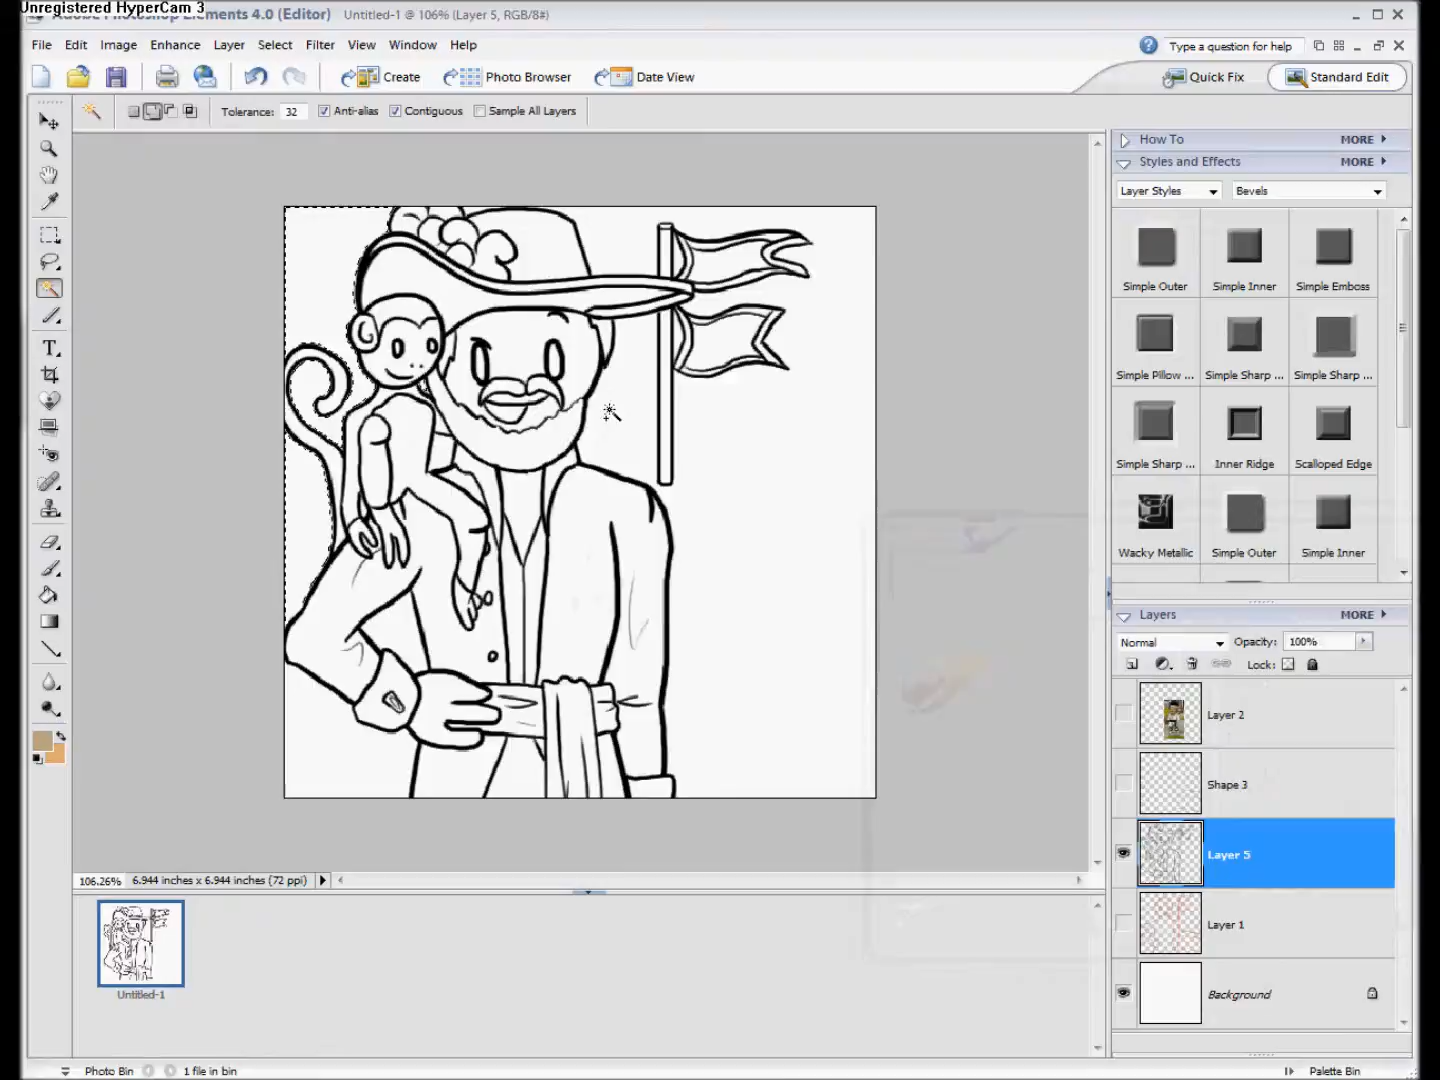 Unregistered HyperCam 3
Adobe Photoshop Elements 4.0 (Editor) Untitled-1 @ 106% (Layer 5, RGB/8#)
File Edit Image Enhance Layer Select Filter View Window Help
Type a question for help
Create Photo Browser Date View Quick Fix Standard Edit
Tolerance: 32 Anti-alias Contiguous Sample All Layers
How To MORE
Styles and Effects MORE
Layer Styles Bevels
Simple Outer Simple Inner Simple Emboss
Simple Pillow ... Simple Sharp ... Simple Sharp ...
Simple Sharp ... Inner Ridge Scalloped Edge
Wacky Metallic Simple Outer Simple Inner
Layers MORE
Normal Opacity: 100%
Lock:
Layer 2
Shape 3
Layer 5
Layer 1
Background
106.26% 6.944 inches x 6.944 inches (72 ppi)
Untitled-1
Photo Bin 1 file in bin Palette Bin